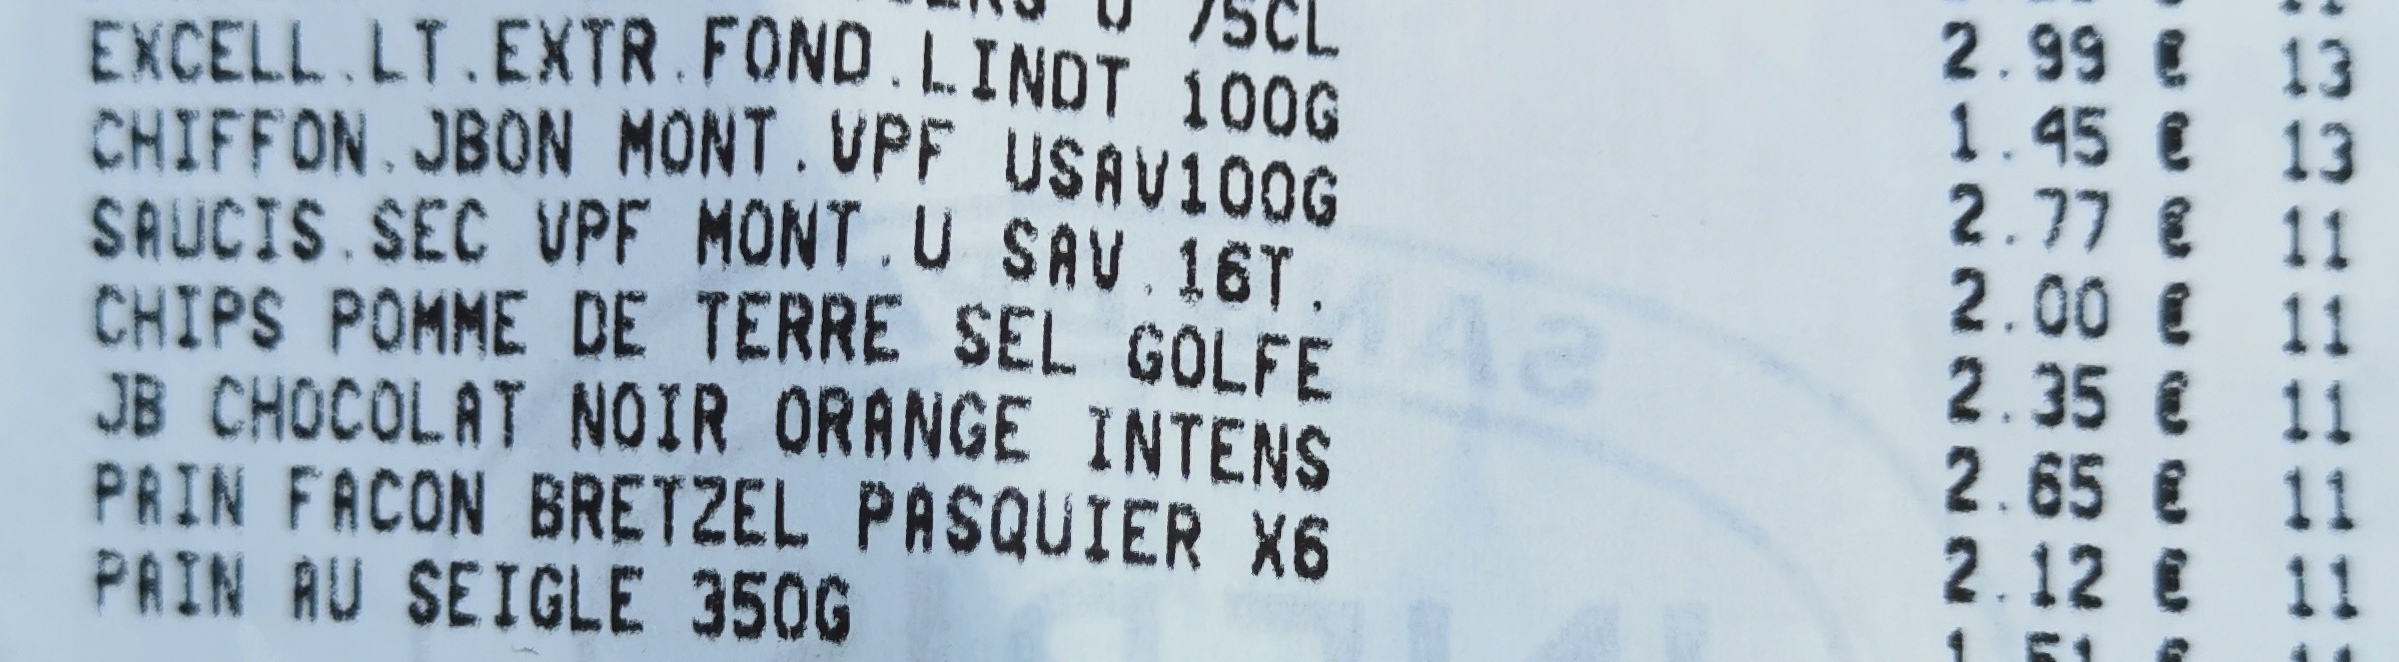 ERS U 75CL 2.99 € 13
EXCELL.LT.EXTR.FOND.LINDT 100G 1.45 € 13
CHIFFON.JBON MONT.VPF USAV100G 2.77 € 11
SAUCIS.SEC VPF MONT.U SAV.16T. 2.00 € 11
CHIPS POMME DE TERRE SEL GOLFE 2.35 € 11
JB CHOCOLAT NOIR ORANGE INTENS 2.65 € 11
PAIN FACON BRETZEL PASQUIER X6 2.12 € 11
PAIN AU SEIGLE 350G